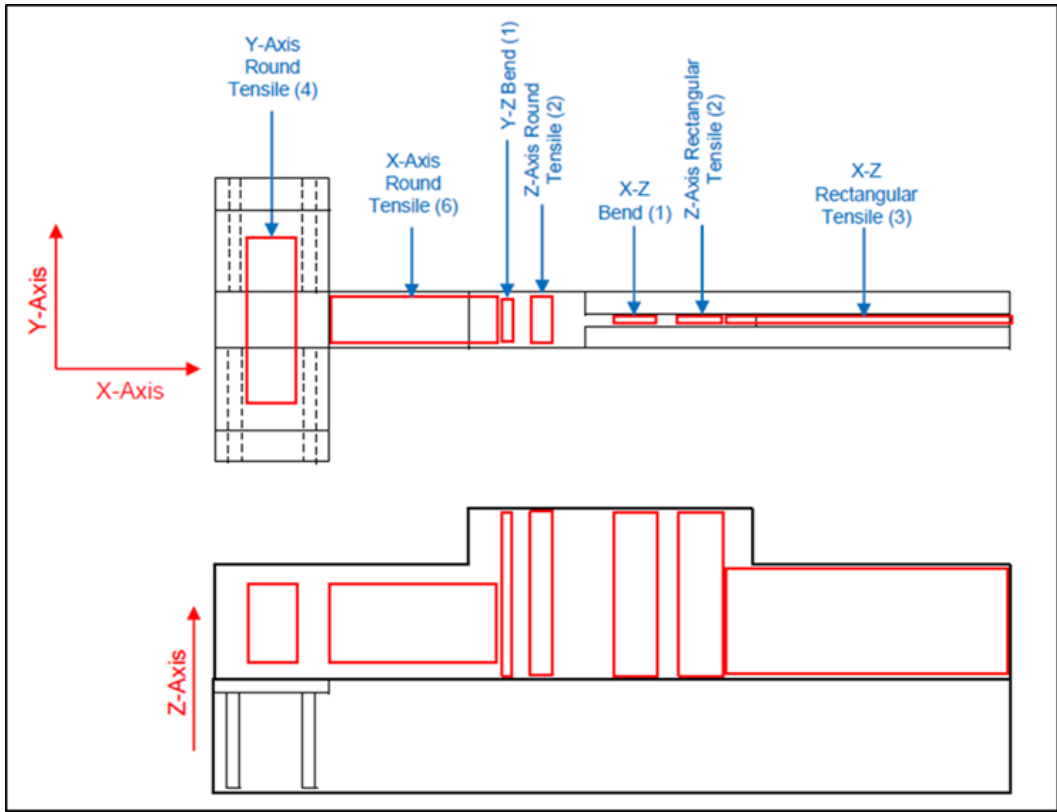 Y-Axis
Round
Tensile (4)
X-Axis
Round
Tensile (6)
Y-Z Bend (1)
Z-Axis Round
Tensile (2)
X-Z
Bend (1)
Z-Axis Rectangular
Tensile (2)
X-Z
Rectangular
Tensile (3)
Y-Axis
X-Axis
Z-Axis